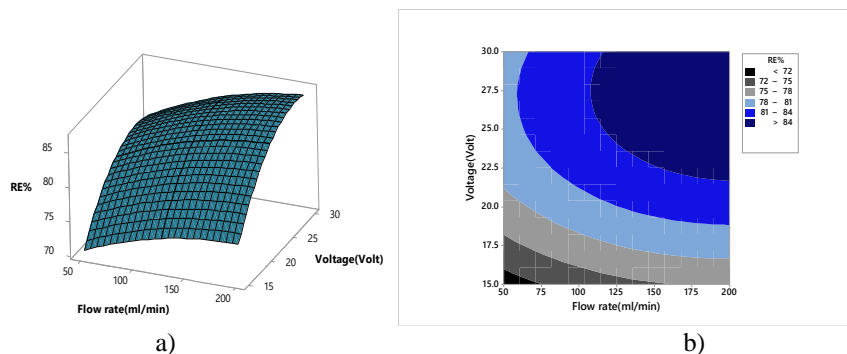 85
80
RE%
75
70
50
100
150
200
15
20
25
30
Voltage(Volt)
Flow rate(ml/min)
a)
30.0
27.5
25.0
22.5
20.0
17.5
15.0
Voltage(Volt)
50 75 100 125 150 175 200
Flow rate(ml/min)
RE%
< 72
72 – 75
75 – 78
78 – 81
81 – 84
> 84
b)